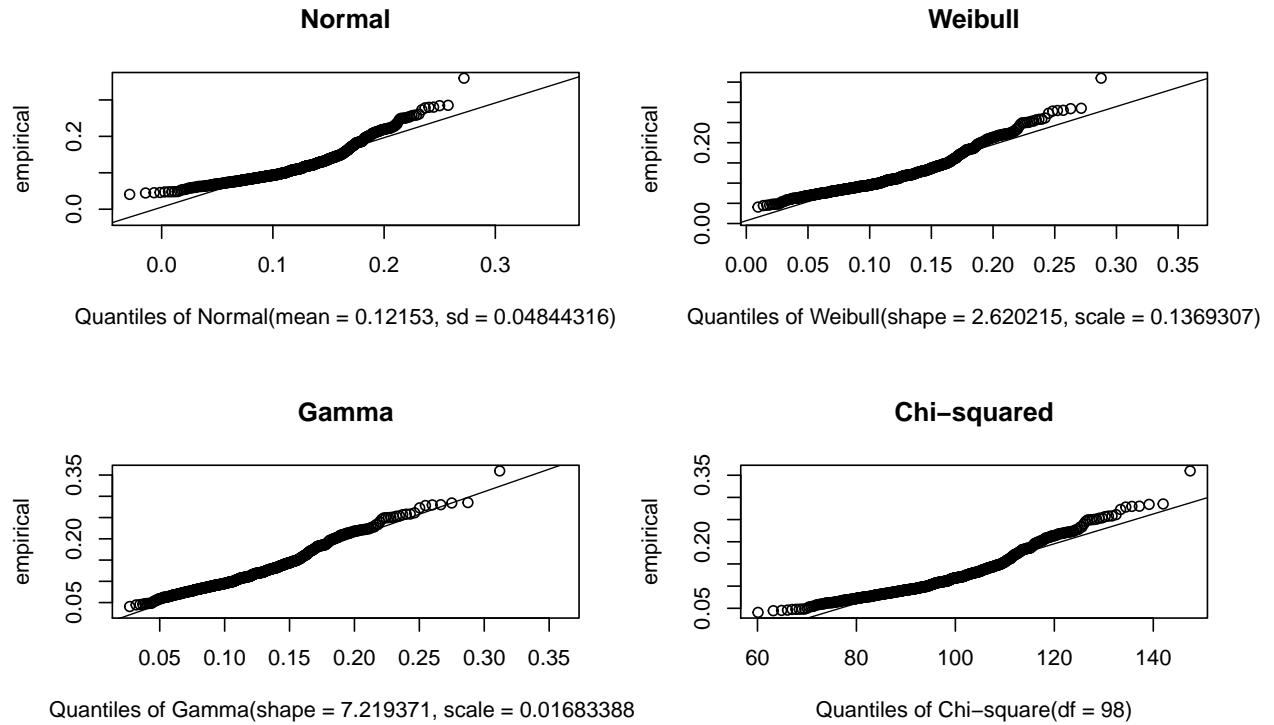 Normal
empirical
0.0
0.2
0.0
0.1
0.2
0.3
Quantiles of Normal(mean = 0.12153, sd = 0.04844316)
Weibull
empirical
0.00
0.20
0.00
0.05
0.10
0.15
0.20
0.25
0.30
0.35
Quantiles of Weibull(shape = 2.620215, scale = 0.1369307)
Gamma
empirical
0.05
0.20
0.35
0.05
0.10
0.15
0.20
0.25
0.30
0.35
Quantiles of Gamma(shape = 7.219371, scale = 0.01683388
Chi−squared
empirical
0.05
0.20
0.35
60
80
100
120
140
Quantiles of Chi−square(df = 98)